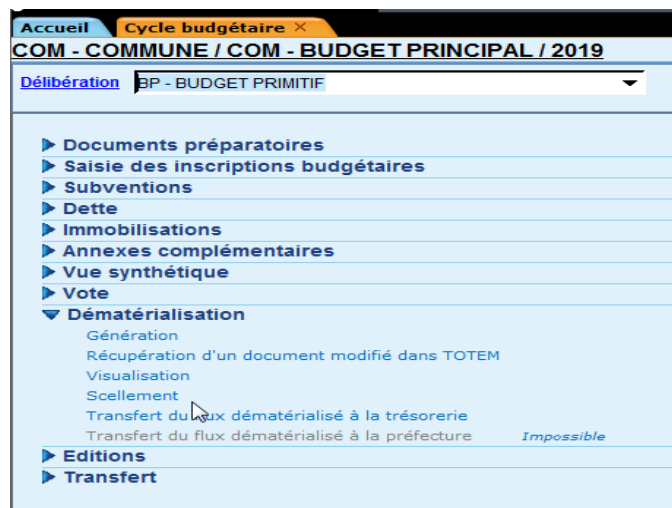 Accueil Cycle budgétaire ×
COM - COMMUNE / COM - BUDGET PRINCIPAL / 2019
Délibération BP - BUDGET PRIMITIF
Documents préparatoires
Saisie des inscriptions budgétaires
Subventions
Dette
Immobilisations
Annexes complémentaires
Vue synthétique
Vote
Dématérialisation
Génération
Récupération d'un document modifié dans TOTEM
Visualisation
Scellement
Transfert du flux dématérialisé à la trésorerie
Transfert du flux dématérialisé à la préfecture Impossible
Editions
Transfert